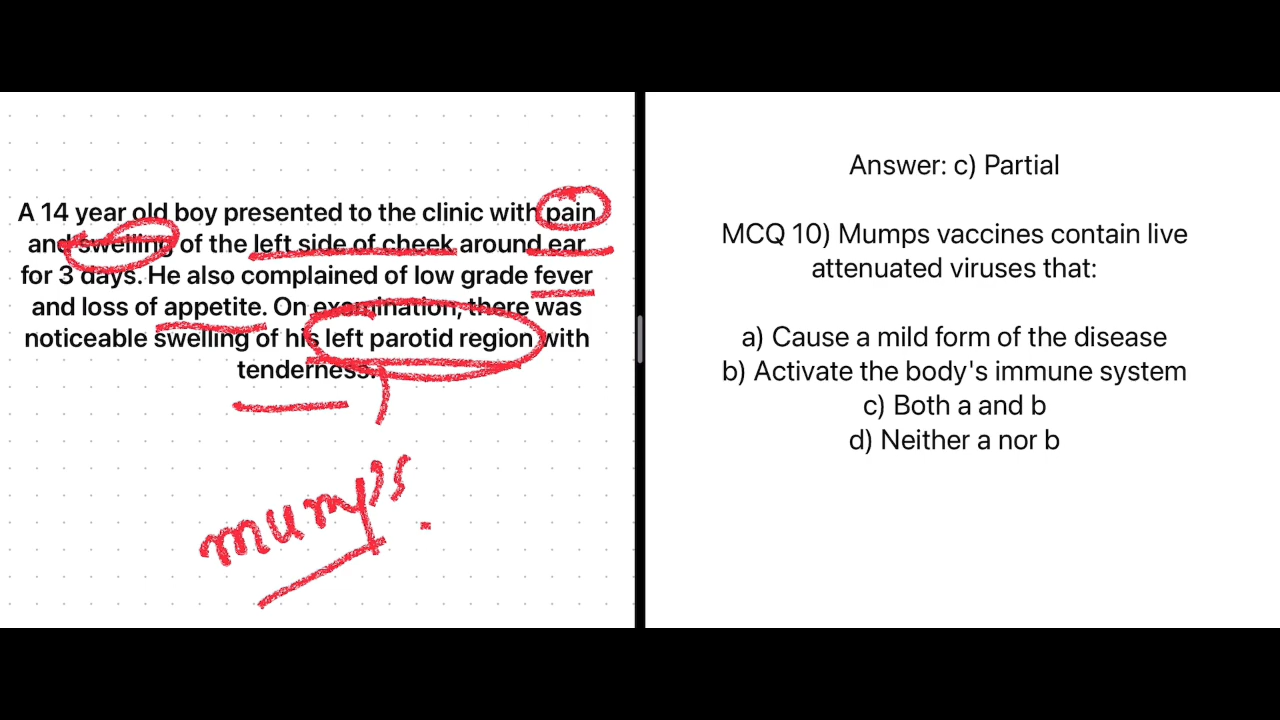 A 14 year old boy presented to the clinic with pain
and swelling of the left side of cheek around ear
for 3 days. He also complained of low grade fever
and loss of appetite. On examination, there was
noticeable swelling of his left parotid region with
tenderness.
mumps.
Answer: c) Partial
MCQ 10) Mumps vaccines contain live
attenuated viruses that:
a) Cause a mild form of the disease
b) Activate the body's immune system
c) Both a and b
d) Neither a nor b